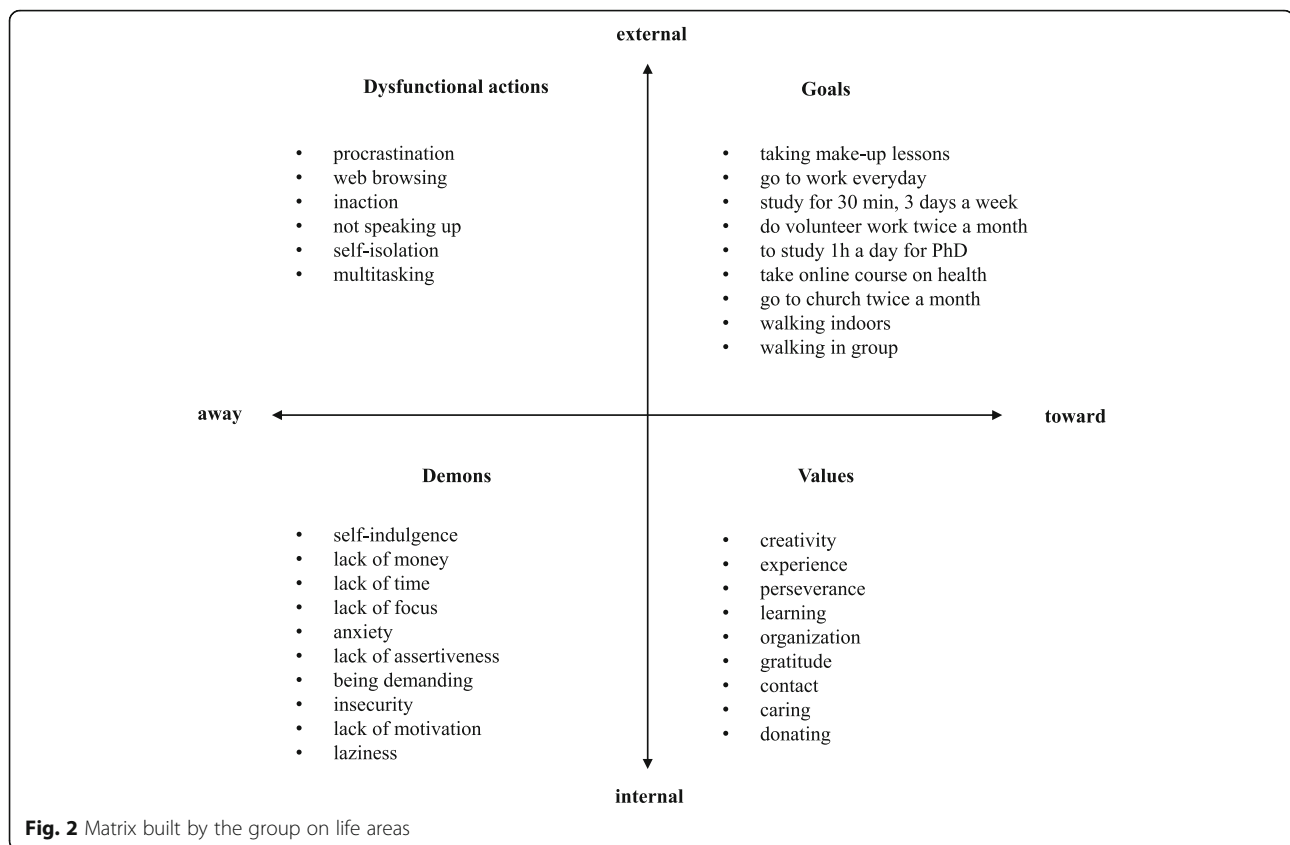 external
Dysfunctional actions
• procrastination
• web browsing
• inaction
• not speaking up
• self-isolation
• multitasking
Goals
• taking make-up lessons
• go to work everyday
• study for 30 min, 3 days a week
• do volunteer work twice a month
• to study 1h a day for PhD
• take online course on health
• go to church twice a month
• walking indoors
• walking in group
away
toward
Demons
• self-indulgence
• lack of money
• lack of time
• lack of focus
• anxiety
• lack of assertiveness
• being demanding
• insecurity
• lack of motivation
• laziness
Values
• creativity
• experience
• perseverance
• learning
• organization
• gratitude
• contact
• caring
• donating
internal
Fig. 2 Matrix built by the group on life areas